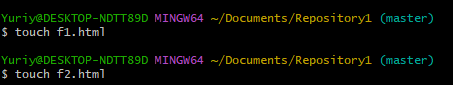 Yuriy@DESKTOP-NDTT89D MINGW64 ~/Documents/Repository1 (master)
$ touch f1.html
Yuriy@DESKTOP-NDTT89D MINGW64 ~/Documents/Repository1 (master)
$ touch f2.html